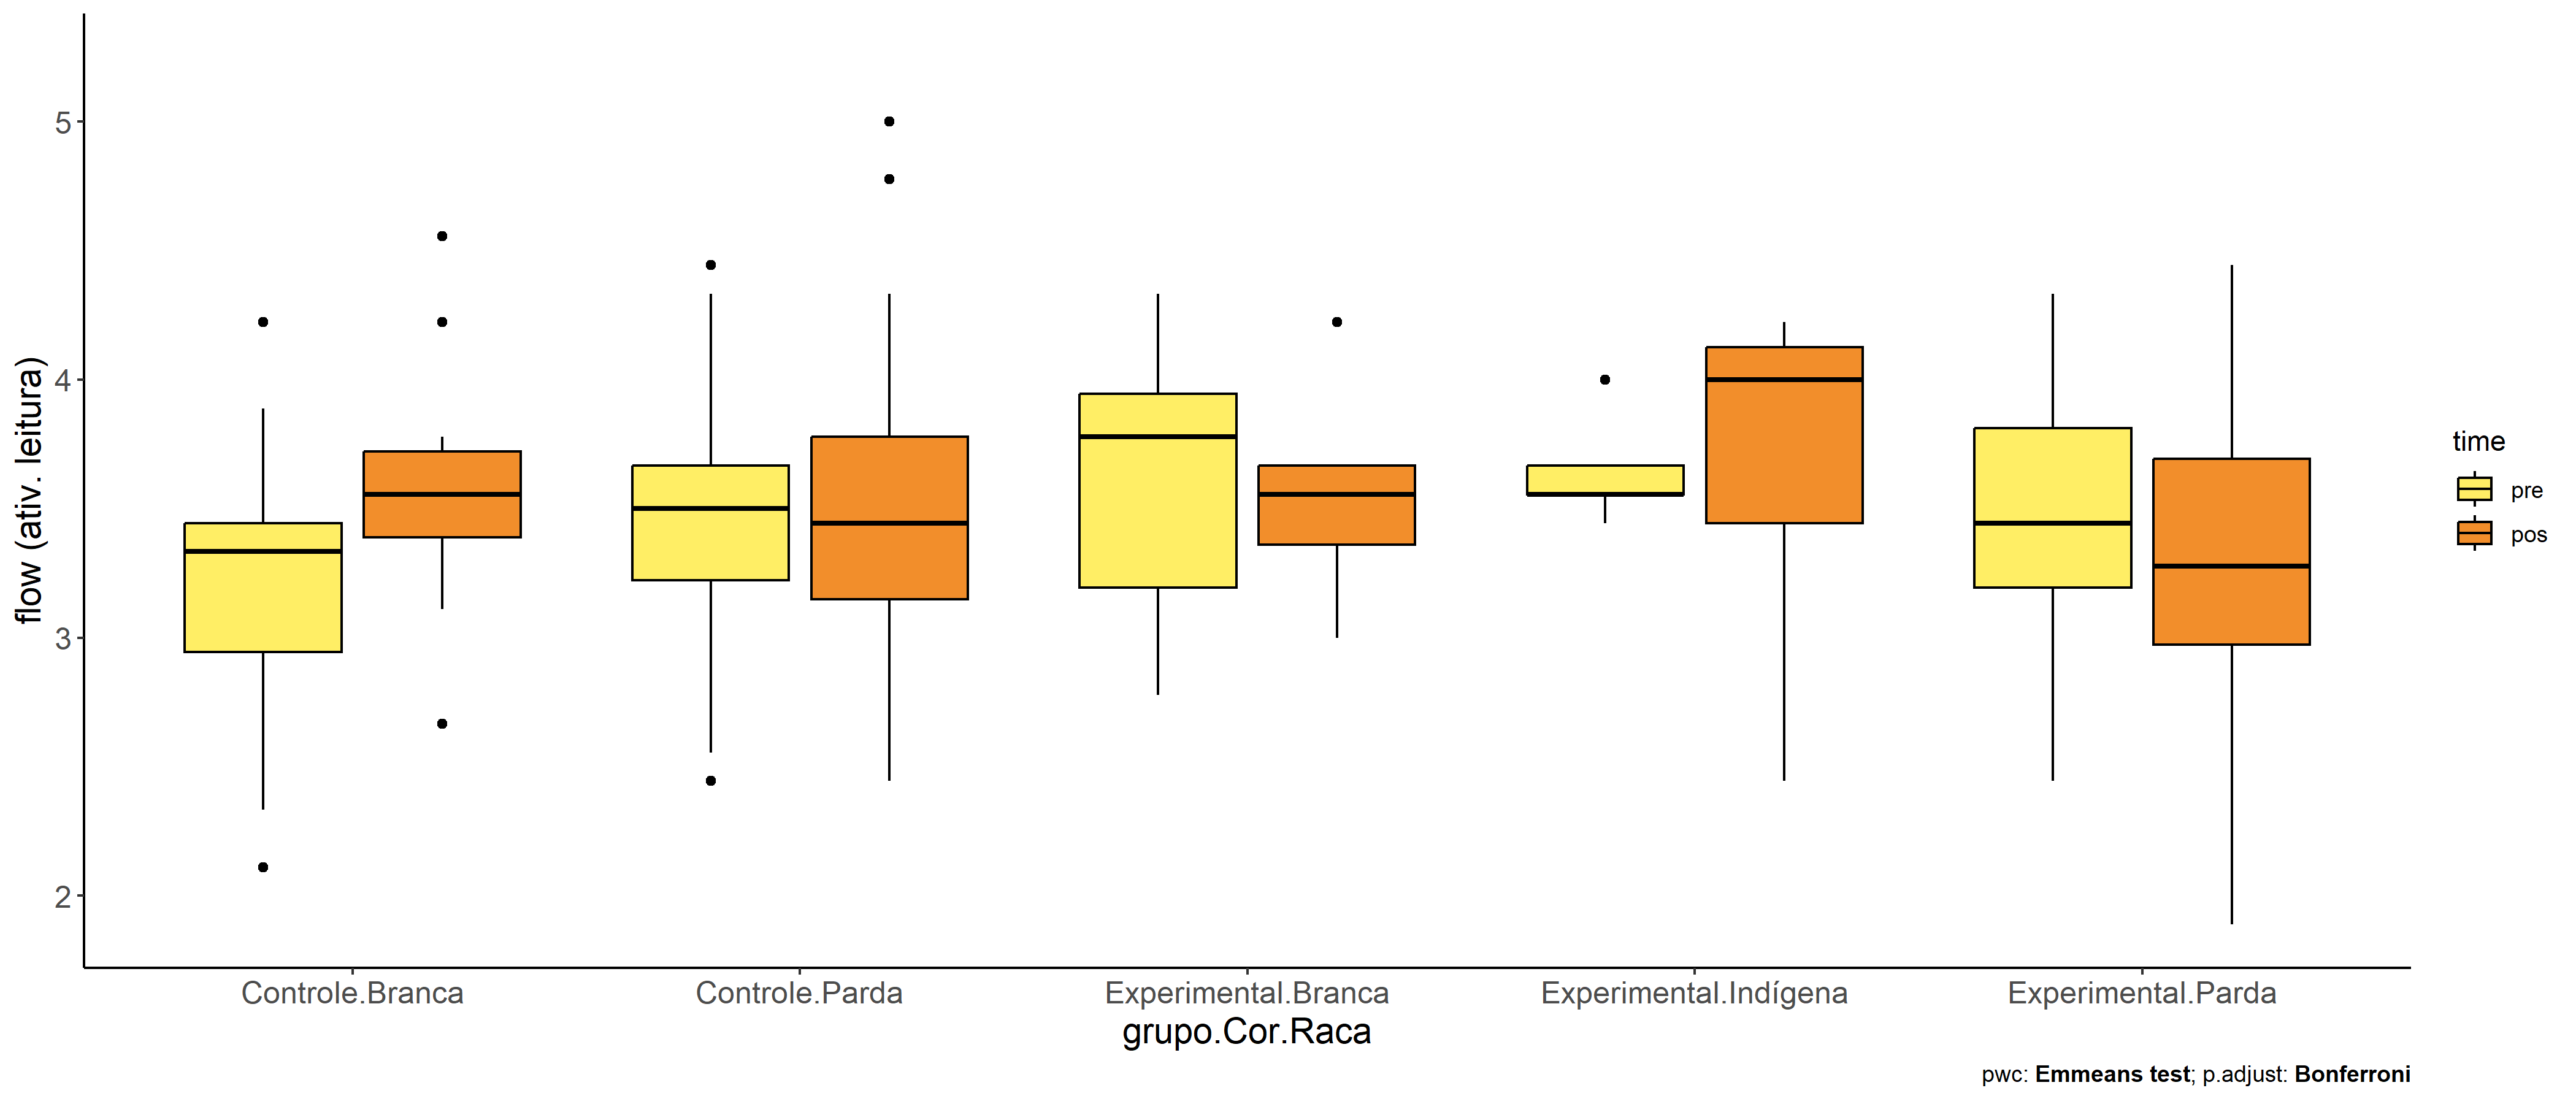 flow (ativ. leitura)
5
4
3
2
Controle.Branca
Controle.Parda
Experimental.Branca
Experimental.Indígena
Experimental.Parda
grupo.Cor.Raca
time
pre
pos
pwc: Emmeans test; p.adjust: Bonferroni